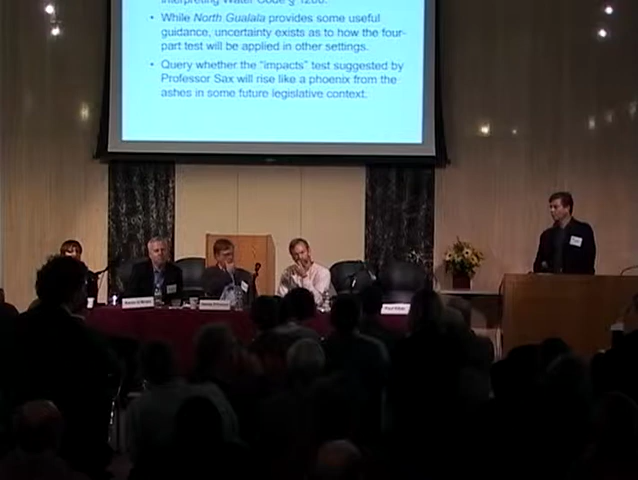 interpreting Water Code § 1200.
• While North Gualala provides some useful
guidance, uncertainty exists as to how the four-
part test will be applied in other settings.
• Query whether the "impacts" test suggested by
Professor Sax will rise like a phoenix from the
ashes in some future legislative context.